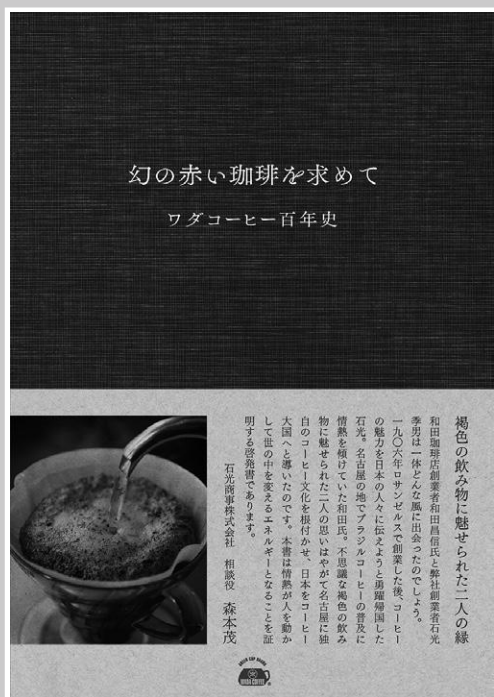 幻の赤い珈琲を求めて
ワダコーヒー百年史
褐色の飲み物に魅せられた二人の縁
和田珈琲店創業者和田昌信氏と弊社創業者石光
季男は一体どんな風に出会ったのでしょう。
一九〇六年ロサンゼルスで創業した後、コーヒー
の魅力を日本の人々に伝えようと勇躍帰国した
石光。名古屋の地でブラジルコーヒーの普及に
情熱を傾けていた和田氏。不思議な褐色の飲み
物に魅せられた二人の思いはやがて名古屋に独
自のコーヒー文化を根付かせ、日本をコーヒー
大国へと導いたのです。本書は情熱が人を動か
して世の中を変えるエネルギーとなることを証
明する啓発書であります。
石光商事株式会社 相談役 森本茂
WADA COFFEE